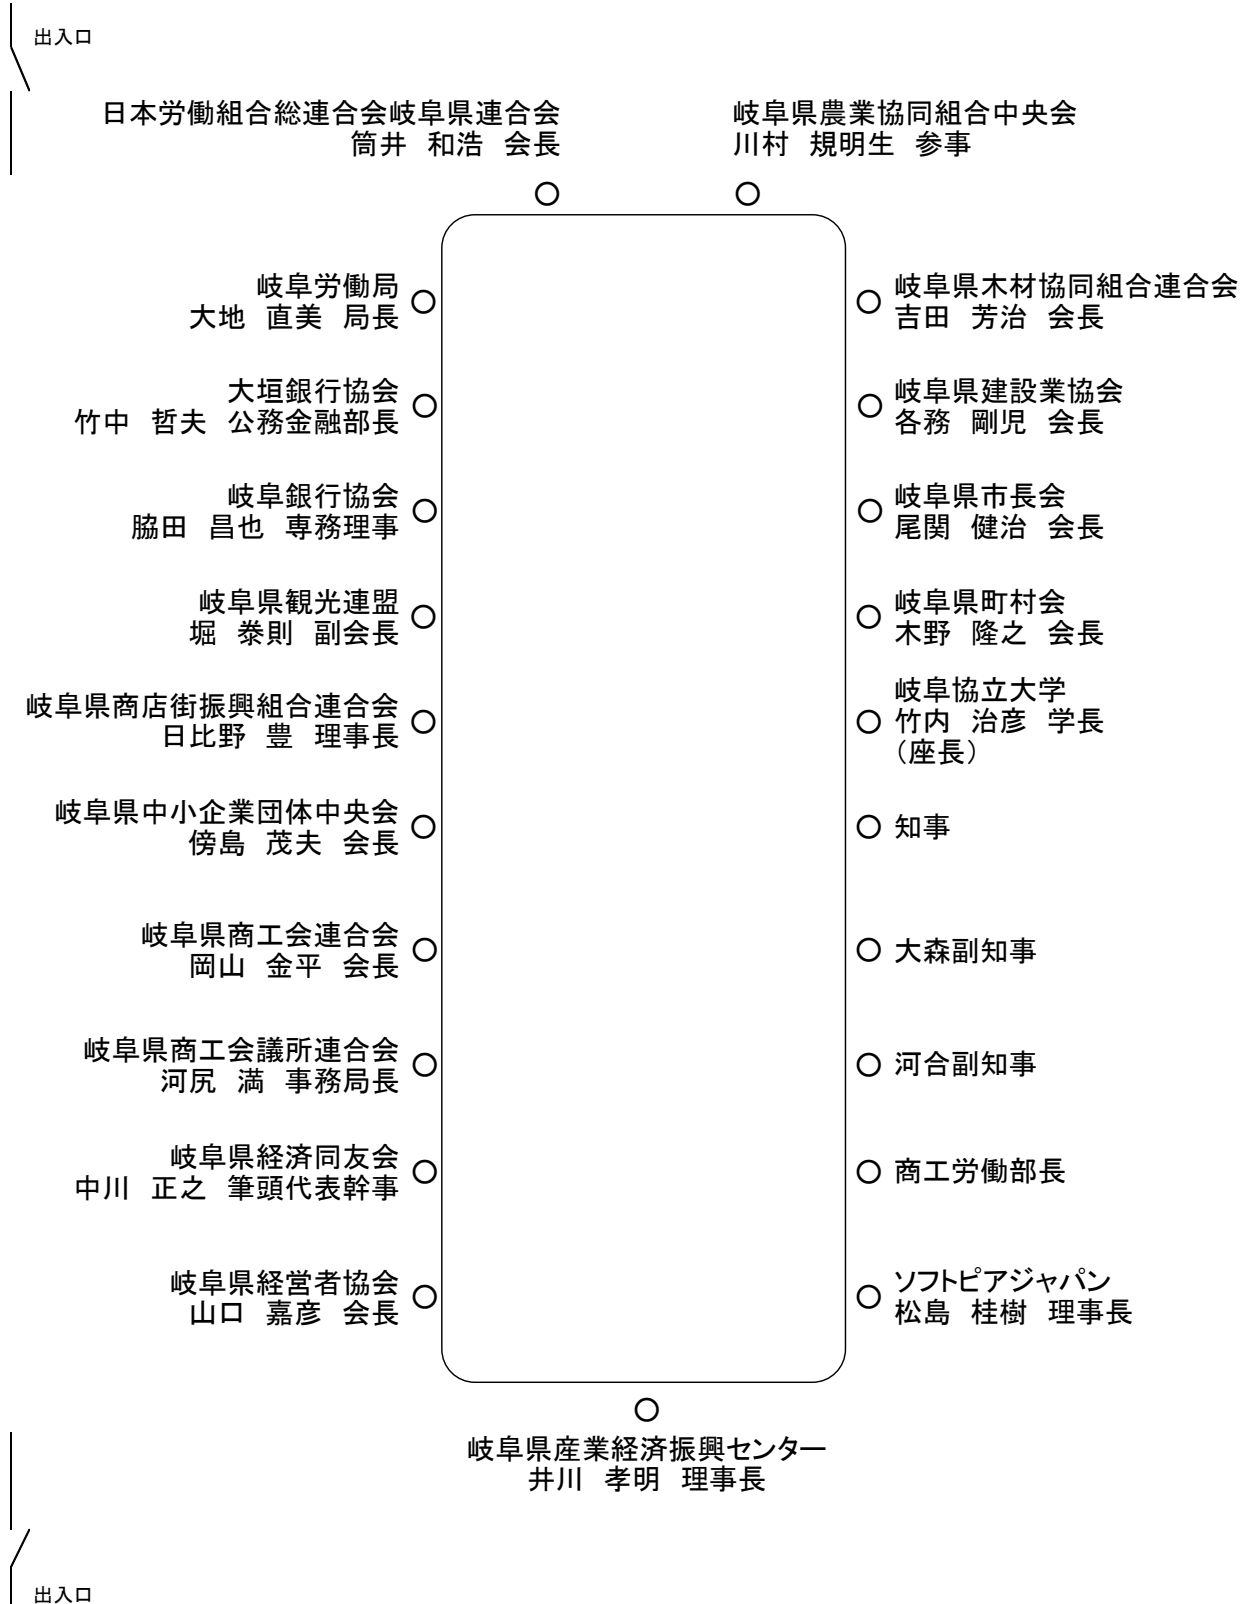 出入口
日本労働組合総連合会岐阜県連合会
筒井 和浩 会長
岐阜県農業協同組合中央会
川村 規明生 参事
岐阜労働局
大地 直美 局長
大垣銀行協会
竹中 哲夫 公務金融部長
岐阜銀行協会
脇田 昌也 専務理事
岐阜県観光連盟
堀 泰則 副会長
岐阜県商店街振興組合連合会
日比野 豊 理事長
岐阜県中小企業団体中央会
傍島 茂夫 会長
岐阜県商工会連合会
岡山 金平 会長
岐阜県商工会議所連合会
河尻 満 事務局長
岐阜県経済同友会
中川 正之 筆頭代表幹事
岐阜県経営者協会
山口 嘉彦 会長
岐阜県木材協同組合連合会
吉田 芳治 会長
岐阜県建設業協会
各務 剛児 会長
岐阜県市長会
尾関 健治 会長
岐阜県町村会
木野 隆之 会長
岐阜協立大学
竹内 治彦 学長
（座長）
知事
大森副知事
河合副知事
商工労働部長
ソフトピアジャパン
松島 桂樹 理事長
岐阜県産業経済振興センター
井川 孝明 理事長
出入口